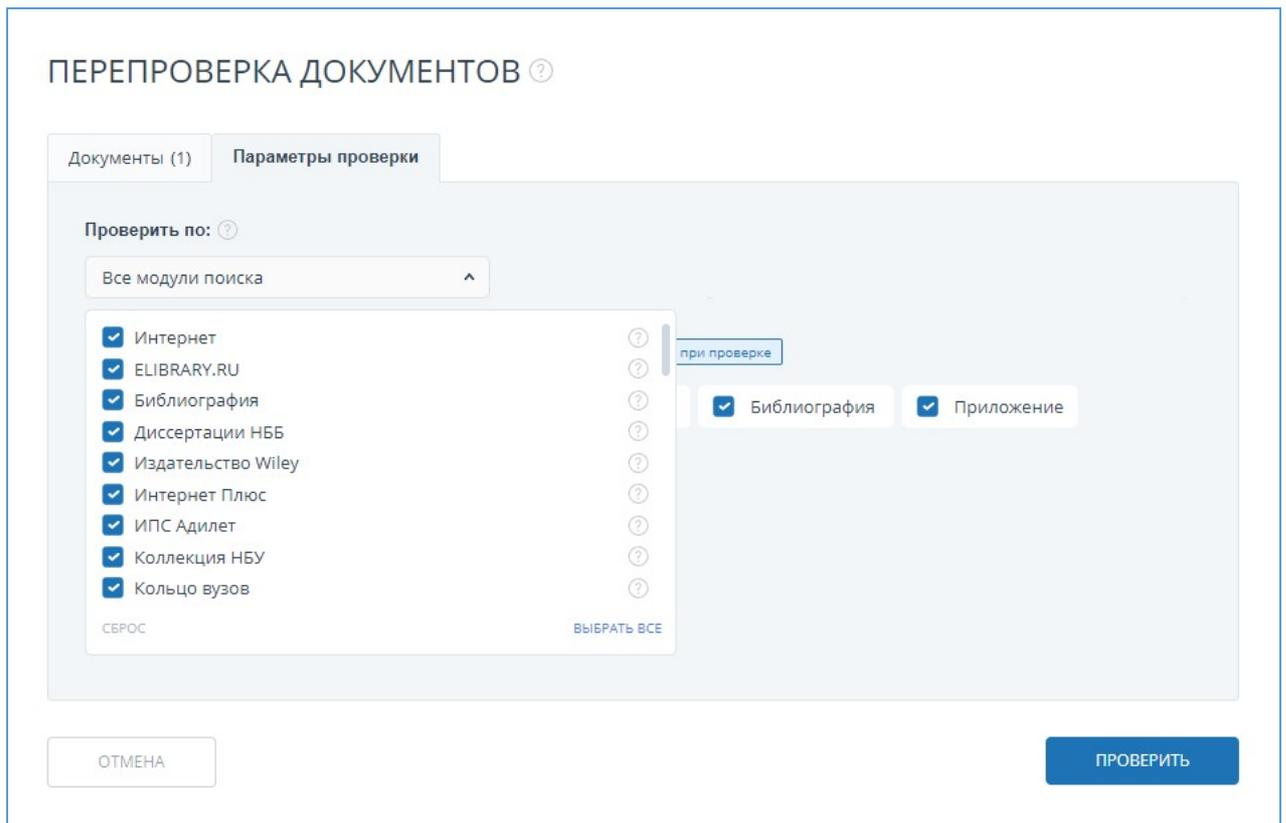 ПЕРЕПРОВЕРКА ДОКУМЕНТОВ ?
Документы (1) Параметры проверки
Проверить по: ?
Все модули поиска
Интернет ?
при проверке
ELIBRARY.RU ?
Библиография ?
Библиография Приложение
Диссертации НББ ?
Издательство Wiley ?
Интернет Плюс ?
ИПС Адилет ?
Коллекция НБУ ?
Кольцо вузов ?
СБРОС ВЫБРАТЬ ВСЕ
ОТМЕНА ПРОВЕРИТЬ